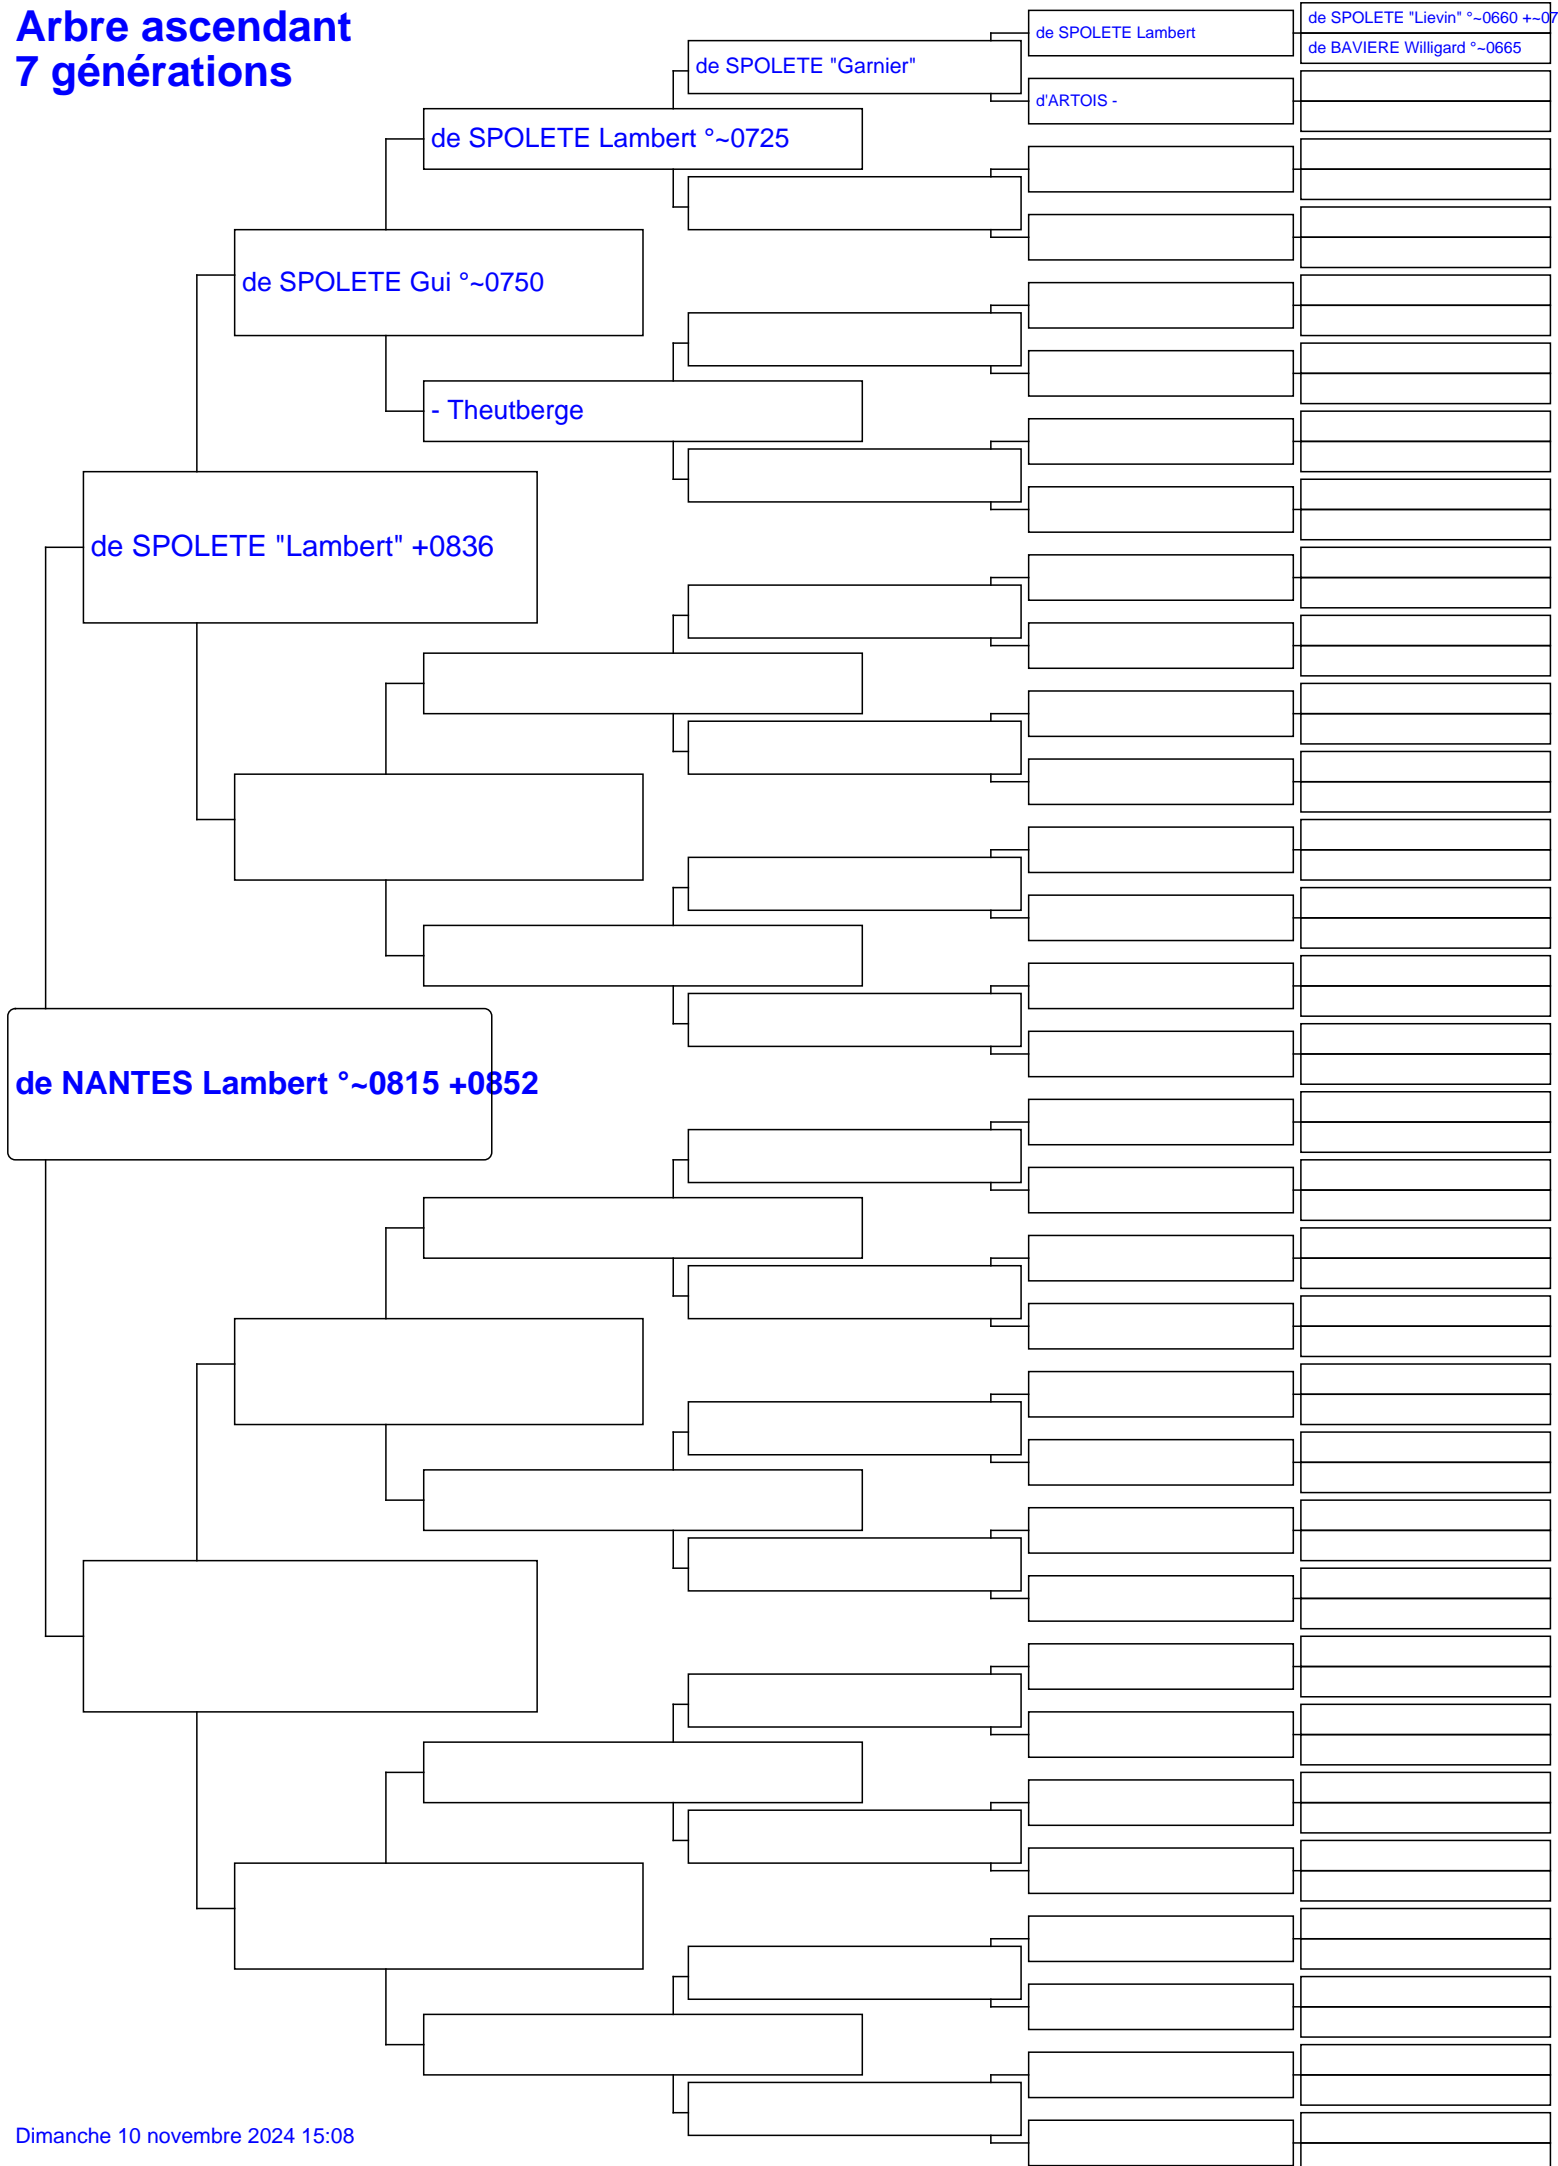 Arbre ascendant
7 générations
de SPOLETE "Lievin" °~0660 +~07
de SPOLETE Lambert
de BAVIERE Willigard °~0665
de SPOLETE "Garnier"
d'ARTOIS -
de SPOLETE Lambert °~0725
de SPOLETE Gui °~0750
- Theutberge
de SPOLETE "Lambert" +0836
de NANTES Lambert °~0815 +0852
Dimanche 10 novembre 2024 15:08